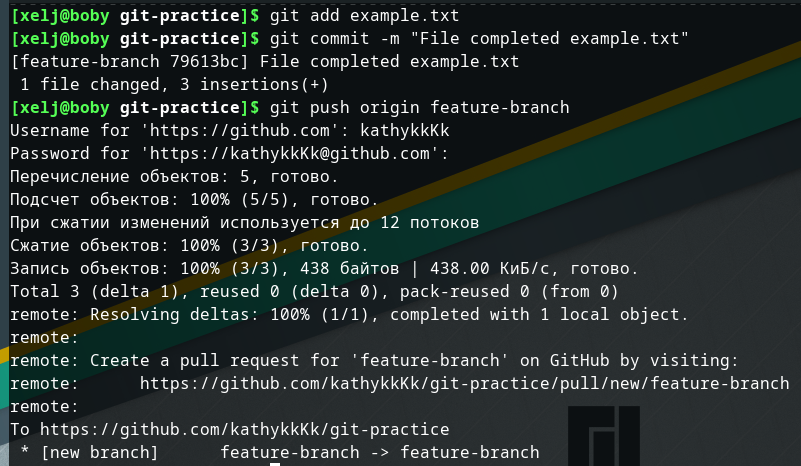 [xelj@boby git-practice]$ git add example.txt
[xelj@boby git-practice]$ git commit -m "File completed example.txt"
[feature-branch 79613bc] File completed example.txt
 1 file changed, 3 insertions(+)
[xelj@boby git-practice]$ git push origin feature-branch
Username for 'https://github.com': kathykkKk
Password for 'https://kathykkKk@github.com':
Перечисление объектов: 5, готово.
Подсчет объектов: 100% (5/5), готово.
При сжатии изменений используется до 12 потоков
Сжатие объектов: 100% (3/3), готово.
Запись объектов: 100% (3/3), 438 байтов | 438.00 КиБ/с, готово.
Total 3 (delta 1), reused 0 (delta 0), pack-reused 0 (from 0)
remote: Resolving deltas: 100% (1/1), completed with 1 local object.
remote:
remote: Create a pull request for 'feature-branch' on GitHub by visiting:
remote:      https://github.com/kathykkKk/git-practice/pull/new/feature-branch
remote:
To https://github.com/kathykkKk/git-practice
 * [new branch]      feature-branch -> feature-branch